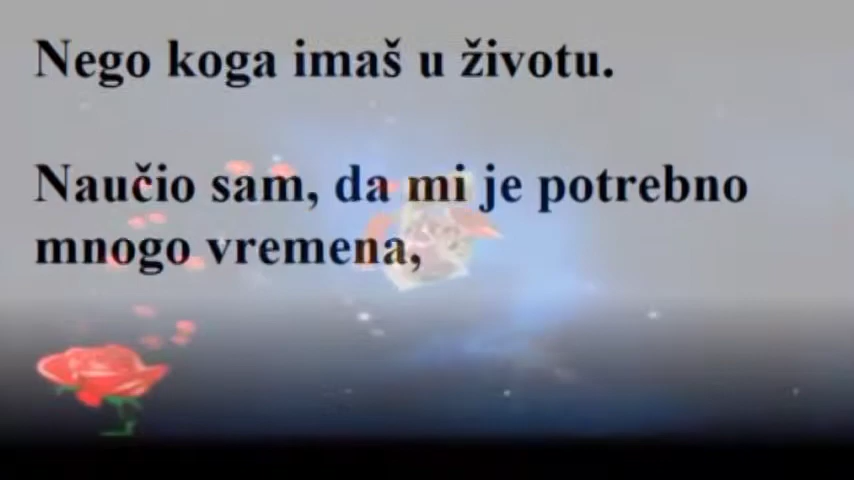 Nego koga imaš u životu.
Naučio sam, da mi je potrebno
mnogo vremena,